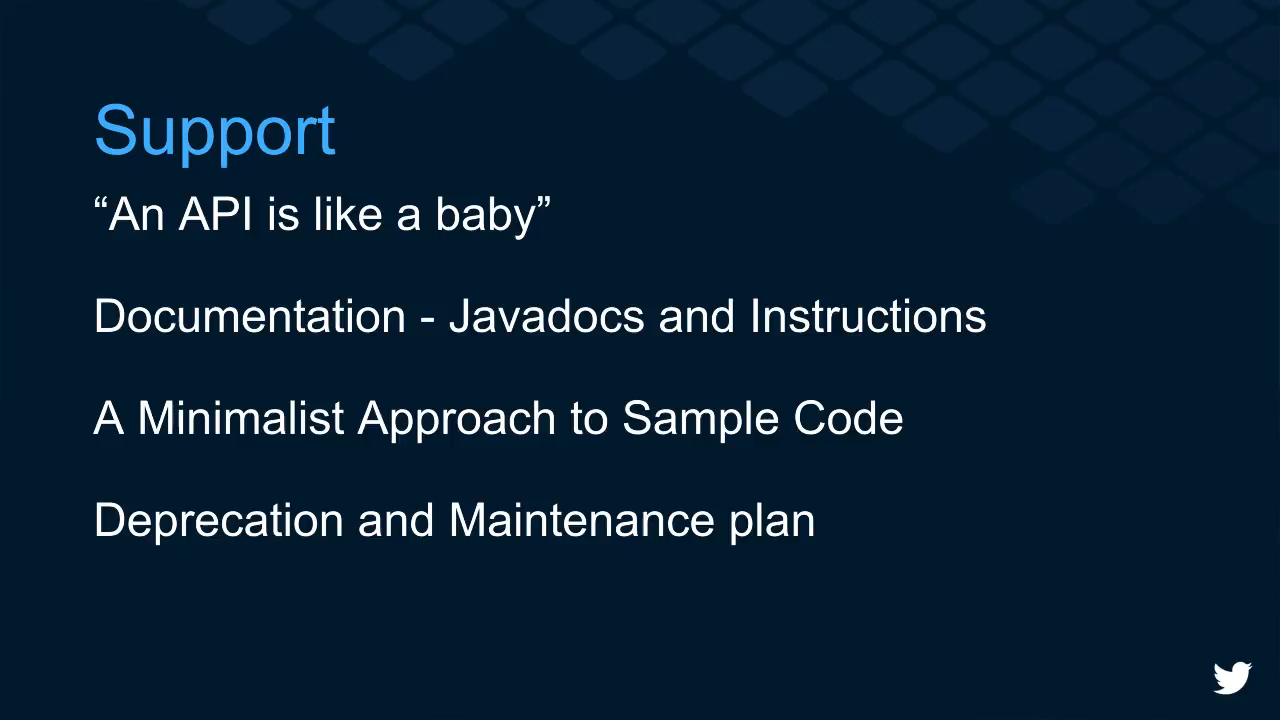 Support
“An API is like a baby”
Documentation - Javadocs and Instructions
A Minimalist Approach to Sample Code
Deprecation and Maintenance plan